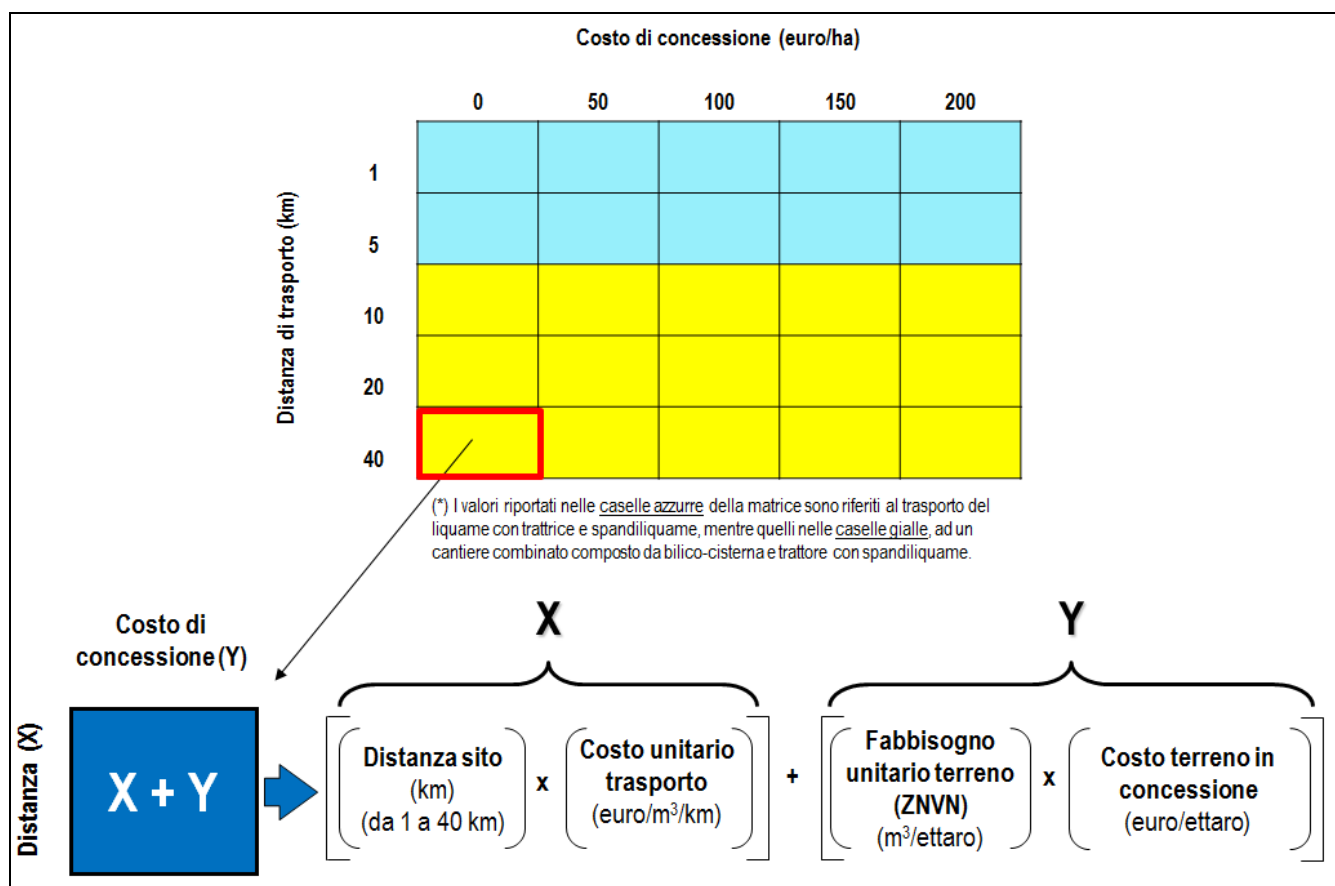 Costo di concessione (euro/ha)
0 50 100 150 200
Distanza di trasporto (km)
1
5
10
20
40
(*) I valori riportati nelle caselle azzurre della matrice sono riferiti al trasporto del
liquame con trattrice e spandiliquame, mentre quelli nelle caselle gialle, ad un
cantiere combinato composto da bilico-cisterna e trattore con spandiliquame.
Costo di
concessione (Y)
Distanza (X)
X + Y
X
Distanza sito
(km)
(da 1 a 40 km)
x
Costo unitario
trasporto
(euro/m³/km)
+
Y
Fabbisogno
unitario terreno
(ZNVN)
(m³/ettaro)
x
Costo terreno in
concessione
(euro/ettaro)